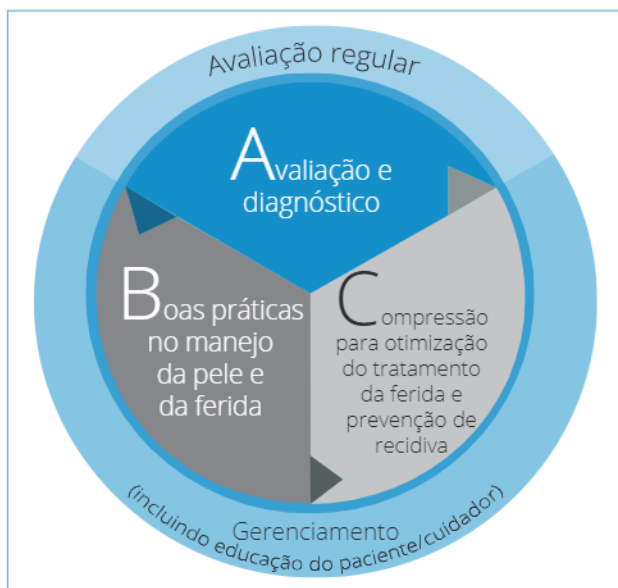 Avaliação regular
Avaliação e
diagnóstico
Boas práticas
no manejo
da pele e
da ferida
Compressão
para otimização
do tratamento
da ferida e
prevenção de
recidiva
Gerenciamento
(incluindo educação do paciente/cuidador)